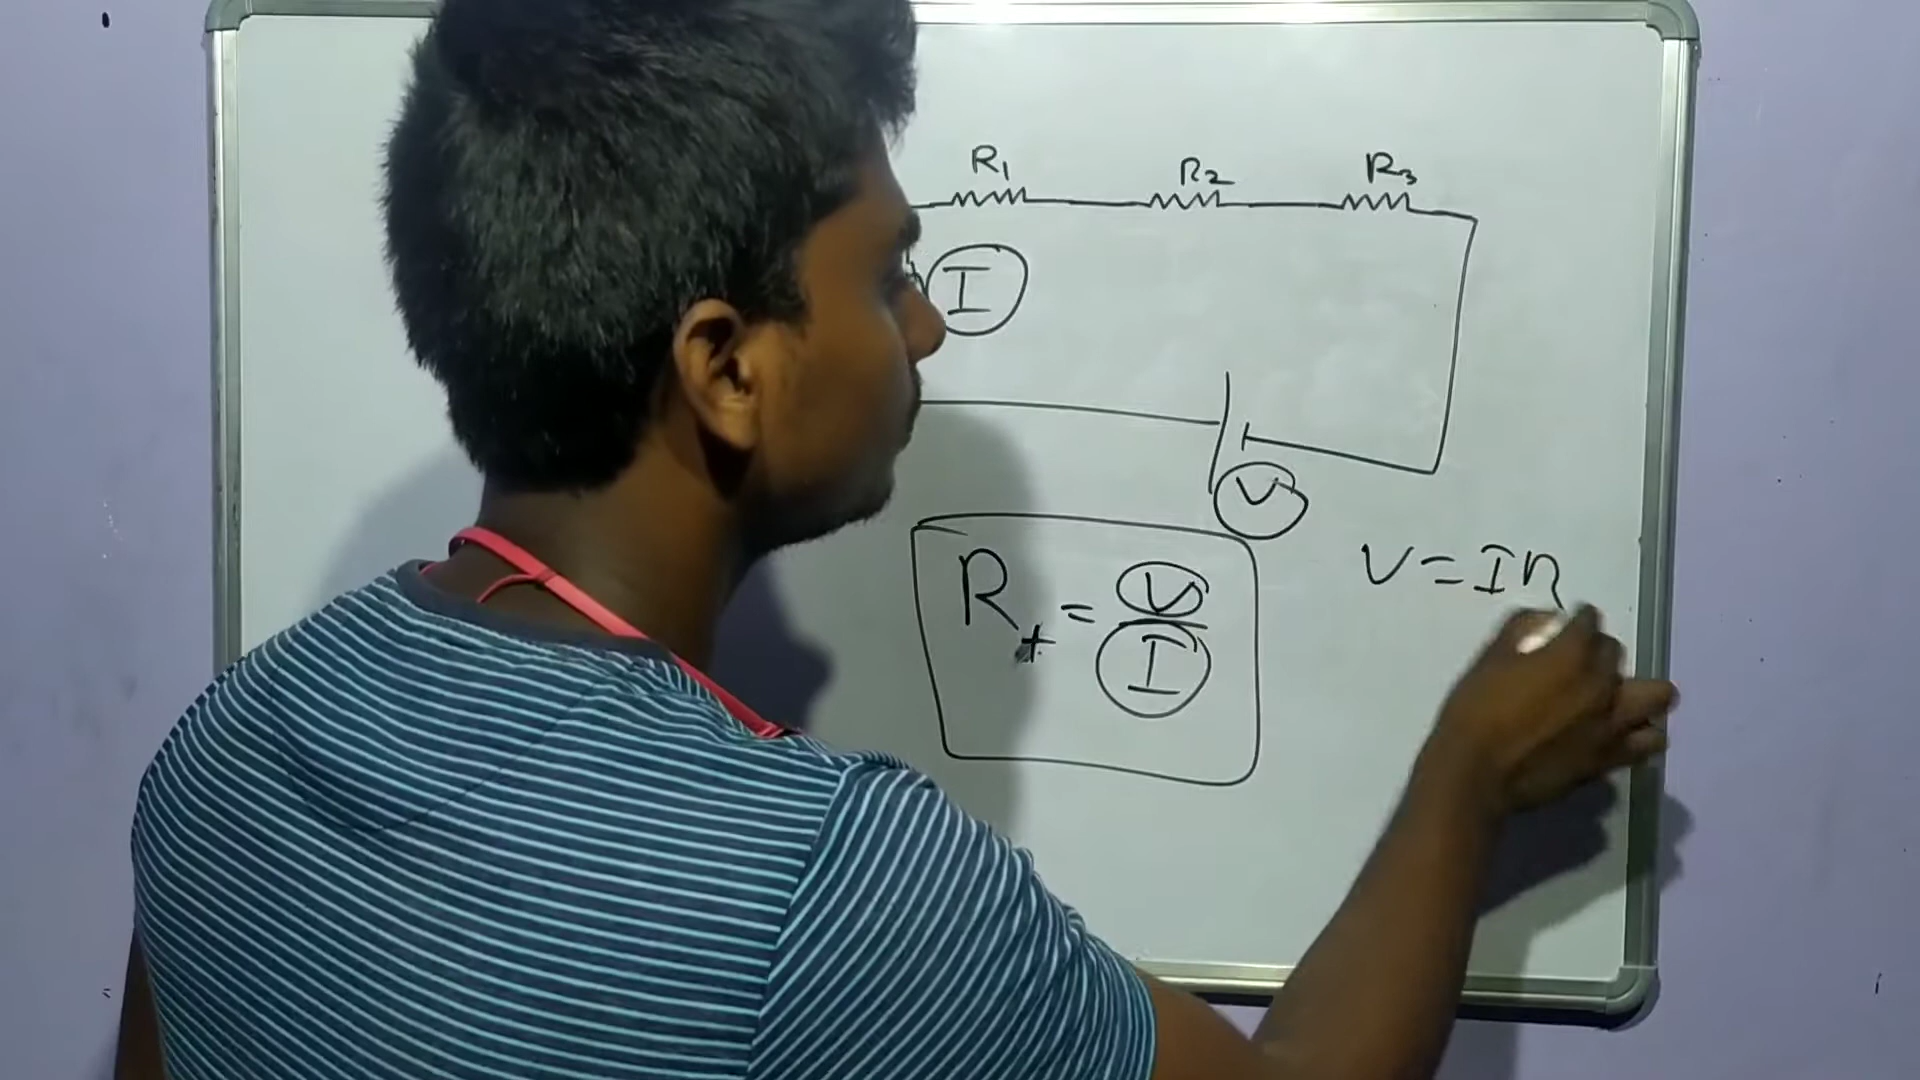 R₁ R₂ R₃
I
V
Rₜ = V/I
V = IR